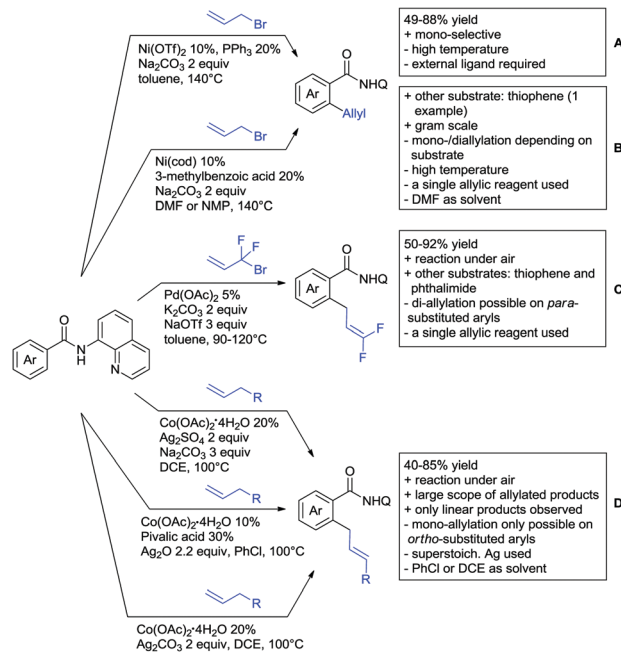 Br
Ni(OTf)₂ 10%, PPh₃ 20%
Na₂CO₃ 2 equiv
toluene, 140°C
O
NHQ
Ar
Allyl
49-88% yield
+ mono-selective
- high temperature
- external ligand required
A
Br
Ni(cod) 10%
3-methylbenzoic acid 20%
Na₂CO₃ 2 equiv
DMF or NMP, 140°C
+ other substrate: thiophene (1
example)
+ gram scale
- mono-/diallylation depending on
substrate
- high temperature
- a single allylic reagent used
- DMF as solvent
B
F
F
Br
Pd(OAc)₂ 5%
K₂CO₃ 2 equiv
NaOTf 3 equiv
toluene, 90-120°C
O
NHQ
Ar
F
F
50-92% yield
+ reaction under air
+ other substrates: thiophene and
phthalimide
- di-allylation possible on para-
substituted aryls
- a single allylic reagent used
C
O
Ar
N
H
N
R
Co(OAc)₂·4H₂O 20%
Ag₂SO₄ 2 equiv
Na₂CO₃ 3 equiv
DCE, 100°C
R
Co(OAc)₂·4H₂O 10%
Pivalic acid 30%
Ag₂O 2.2 equiv, PhCl, 100°C
O
NHQ
Ar
R
40-85% yield
+ reaction under air
+ large scope of allylated products
+ only linear products observed
- mono-allylation only possible on
ortho-substituted aryls
- superstoich. Ag used
- PhCl or DCE as solvent
D
R
Co(OAc)₂·4H₂O 20%
Ag₂CO₃ 2 equiv, DCE, 100°C